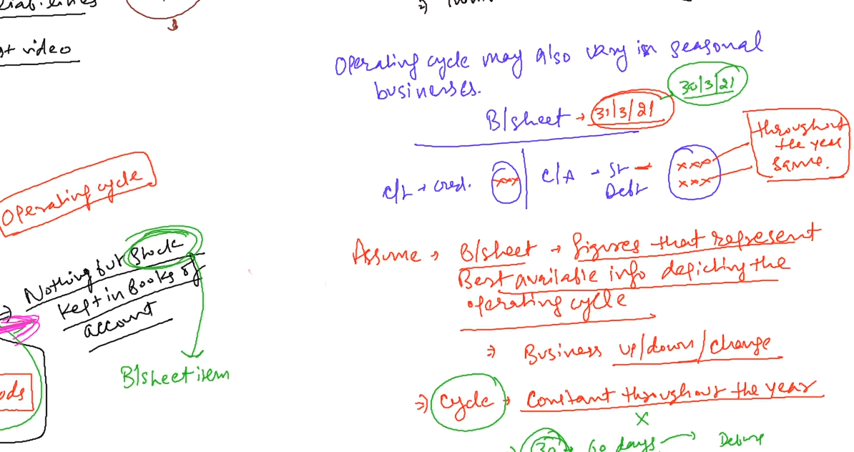 st video
Operating cycle may also vary in seasonal
businesses.
B/sheet → 31/3/21
30/3/21
C/L → cred. xxx
C/A → St
Debt
xxx
xxx
throughout
the year
same.
Operating cycle
⇒ Nothing but Stock
kept in Books of
account
B/sheet item
ods
Assume → B/sheet → figures that represent
Best available info depicting the
operating cycle
⇒ Business up/down/change
⇒ Cycle → Constant throughout the year
x
30 60 days →